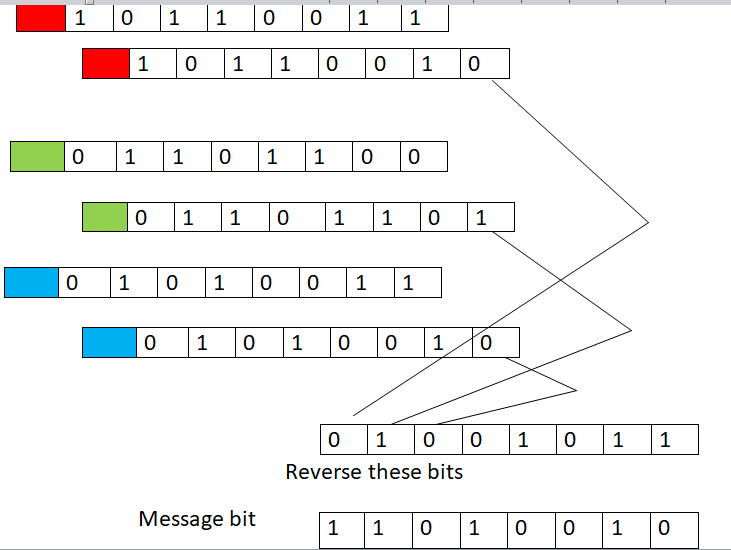 1 0 1 1 0 0 1 1
1 0 1 1 0 0 1 0
0 1 1 0 1 1 0 0
0 1 1 0 1 1 0 1
0 1 0 1 0 0 1 1
0 1 0 1 0 0 1 0
0 1 0 0 1 0 1 1
Reverse these bits
Message bit 1 1 0 1 0 0 1 0